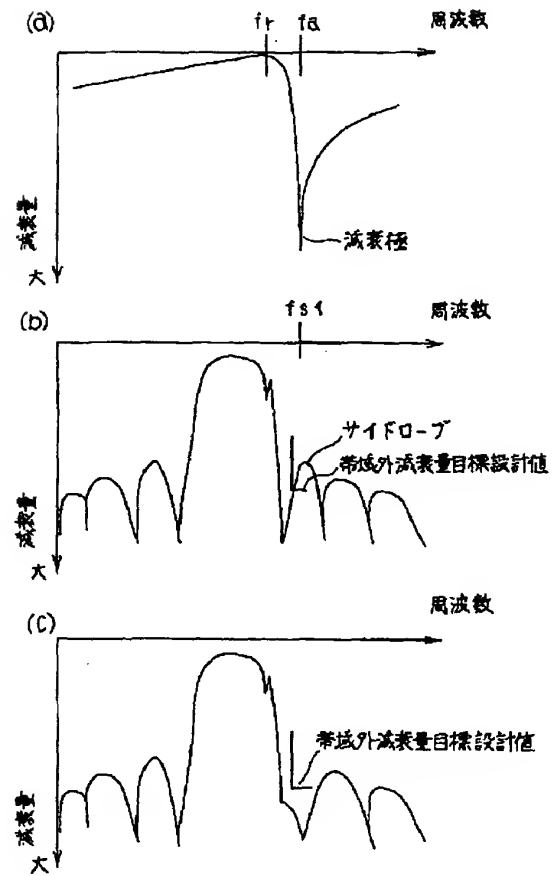 (a)
fr
fa
周波数
減衰量
大
減衰極
(b)
fs1
周波数
サイドローブ
帯域外減衰量目標設計値
減衰量
大
(c)
周波数
帯域外減衰量目標設計値
減衰量
大